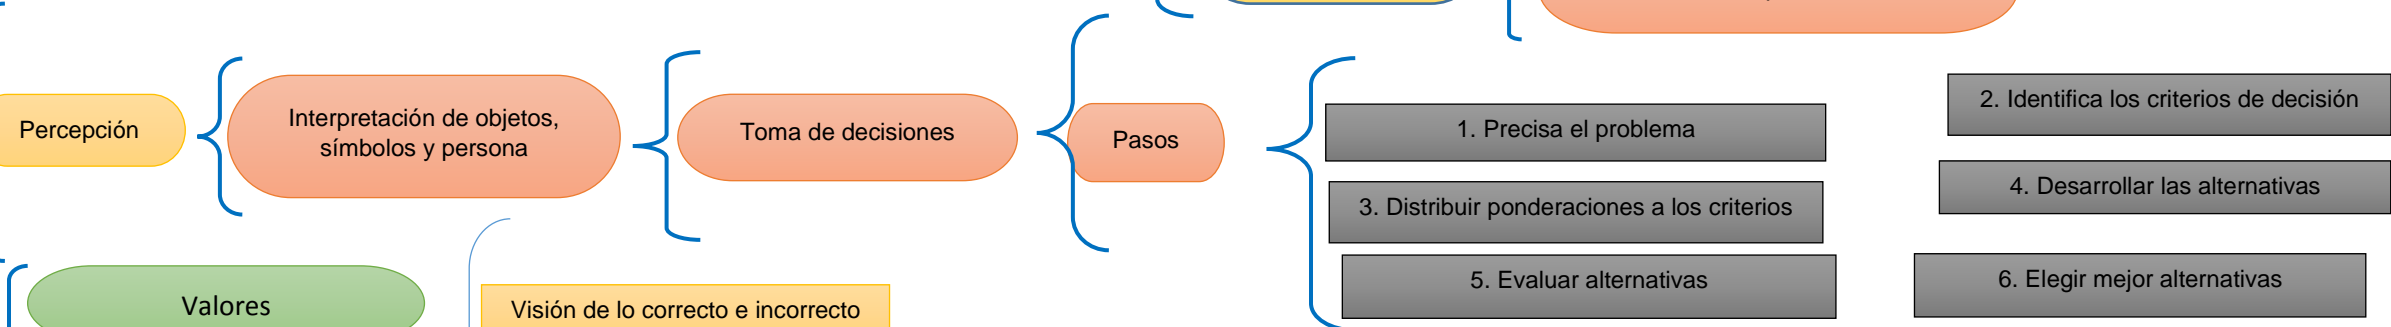 Percepción
Interpretación de objetos,
símbolos y persona
Toma de decisiones
Pasos
1. Precisa el problema
2. Identifica los criterios de decisión
3. Distribuir ponderaciones a los criterios
4. Desarrollar las alternativas
5. Evaluar alternativas
6. Elegir mejor alternativas
Valores
Visión de lo correcto e incorrecto